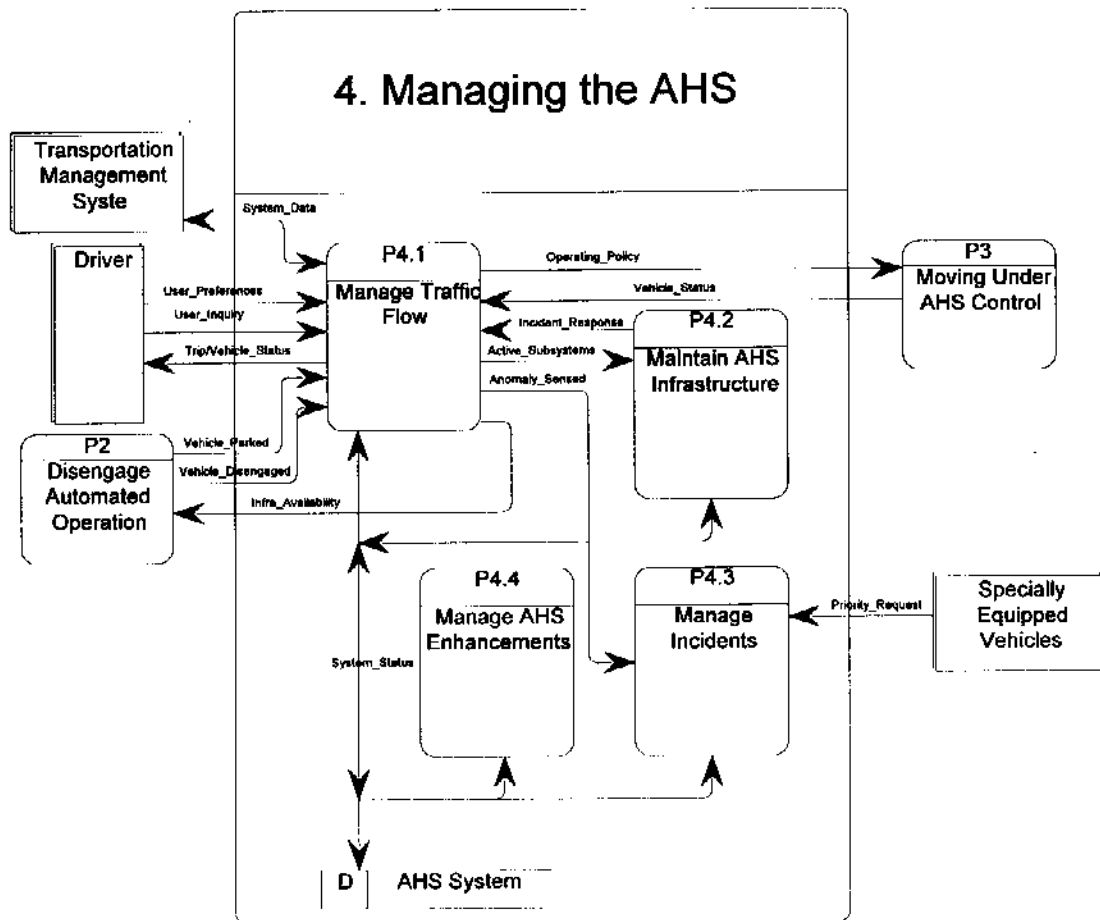 4. Managing the AHS
Transportation
Management
Syste
System_Data
Driver
P4.1
Manage Traffic
Flow
Operating_Policy
P3
Moving Under
AHS Control
User_Preferences
Vehicle_Status
User_Inquiry
Incident_Response
P4.2
Maintain AHS
Infrastructure
Trip/Vehicle_Status
Active_Subsystems
Anomaly_Sensed
P2
Disengage
Automated
Operation
Vehicle_Parked
Vehicle_Disengaged
Infra_Availability
P4.4
Manage AHS
Enhancements
P4.3
Manage
Incidents
Priority_Request
Specially
Equipped
Vehicles
System_Status
D
AHS System